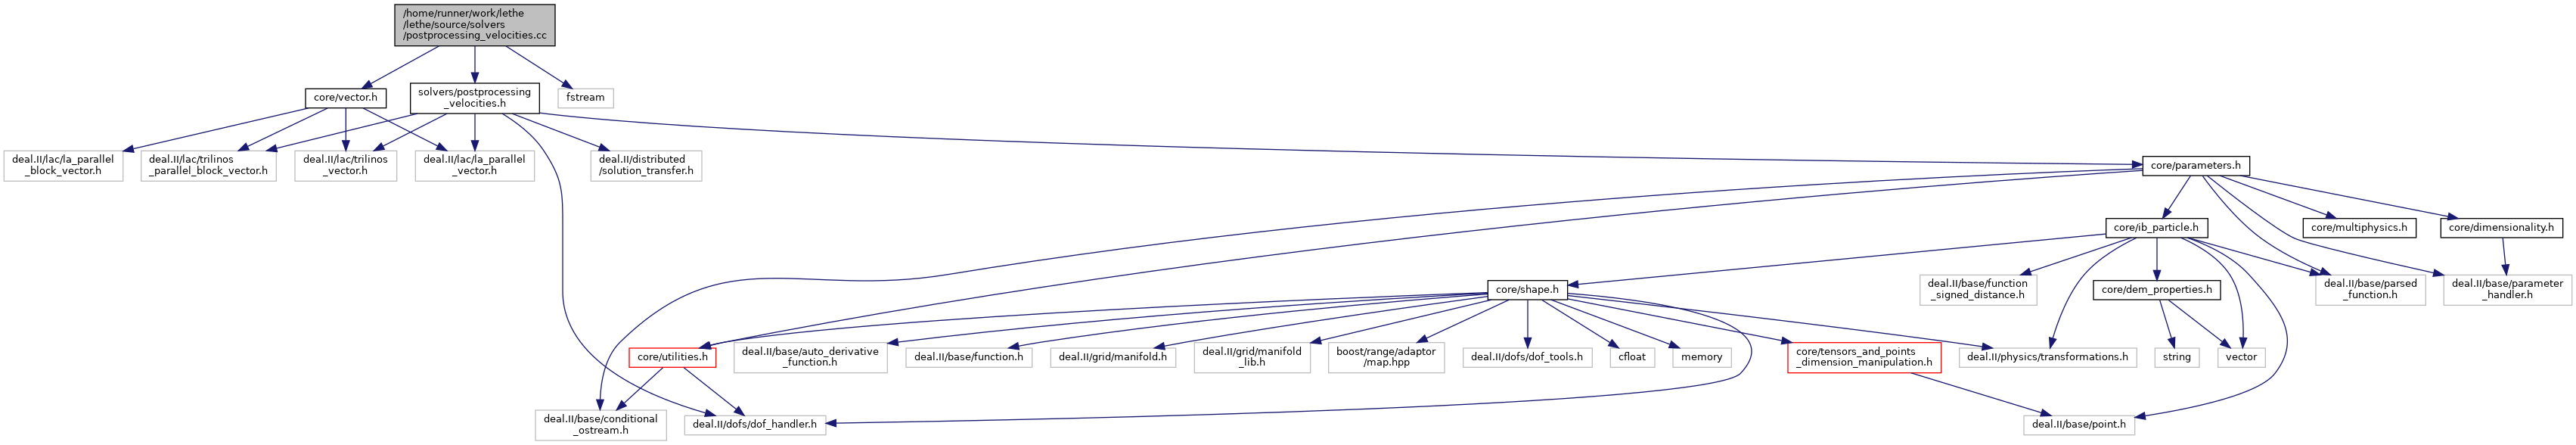 /home/runner/work/lethe
/lethe/source/solvers
/postprocessing_velocities.cc
core/vector.h
solvers/postprocessing
_velocities.h
fstream
deal.II/lac/la_parallel
_block_vector.h
deal.II/lac/trilinos
_parallel_block_vector.h
deal.II/lac/trilinos
_vector.h
deal.II/lac/la_parallel
_vector.h
deal.II/distributed
/solution_transfer.h
core/parameters.h
core/ib_particle.h
core/multiphysics.h
core/dimensionality.h
core/shape.h
deal.II/base/function
_signed_distance.h
core/dem_properties.h
deal.II/base/parsed
_function.h
deal.II/base/parameter
_handler.h
core/utilities.h
deal.II/base/auto_derivative
_function.h
deal.II/base/function.h
deal.II/grid/manifold.h
deal.II/grid/manifold
_lib.h
boost/range/adaptor
/map.hpp
deal.II/dofs/dof_tools.h
cfloat
memory
core/tensors_and_points
_dimension_manipulation.h
deal.II/physics/transformations.h
string
vector
deal.II/base/conditional
_ostream.h
deal.II/dofs/dof_handler.h
deal.II/base/point.h